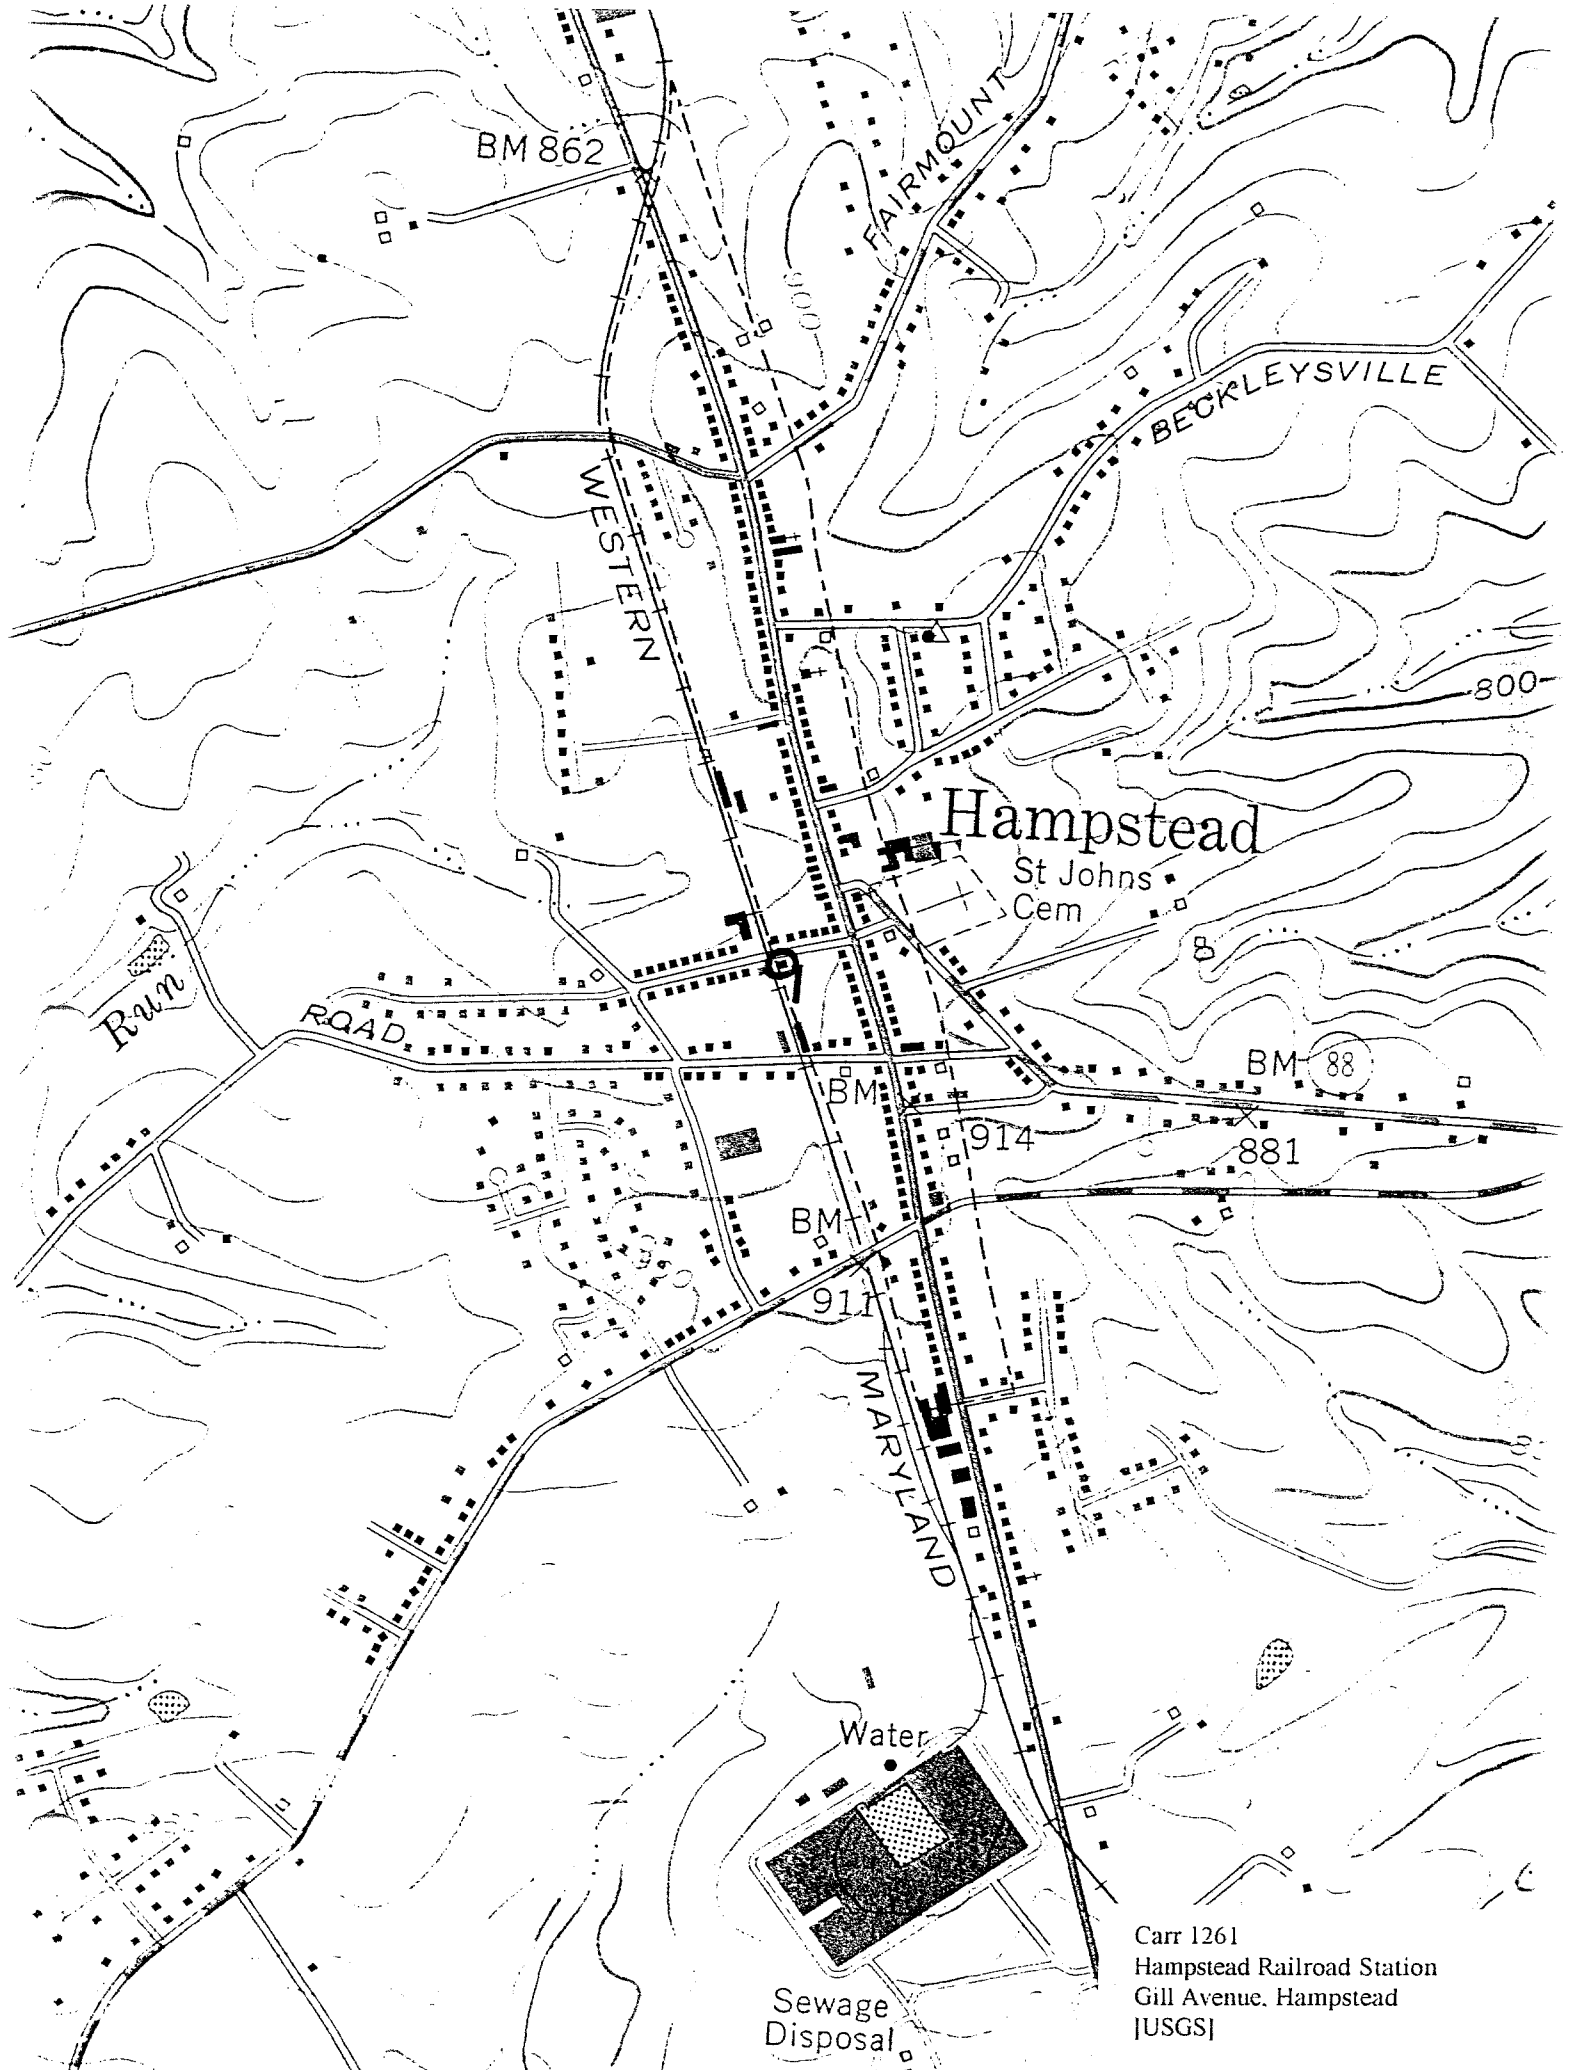 BM 862
FAIRMOUNT
900
BECKLEYSVILLE
WESTERN
800
Hampstead
St Johns
Cem
Run
ROAD
BM
88
BM
914
881
BM
911
MARYLAND
Water
Sewage
Disposal
Carr 1261
Hampstead Railroad Station
Gill Avenue, Hampstead
[USGS]